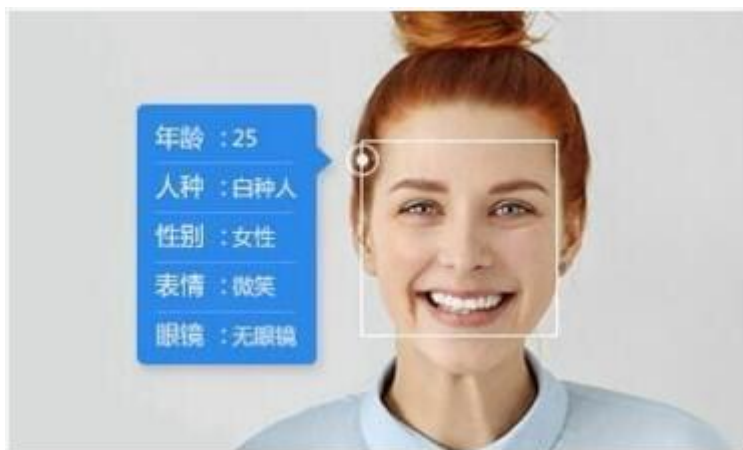 年龄 ：25
人种 ：白种人
性别 ：女性
表情 ：微笑
眼镜 ：无眼镜